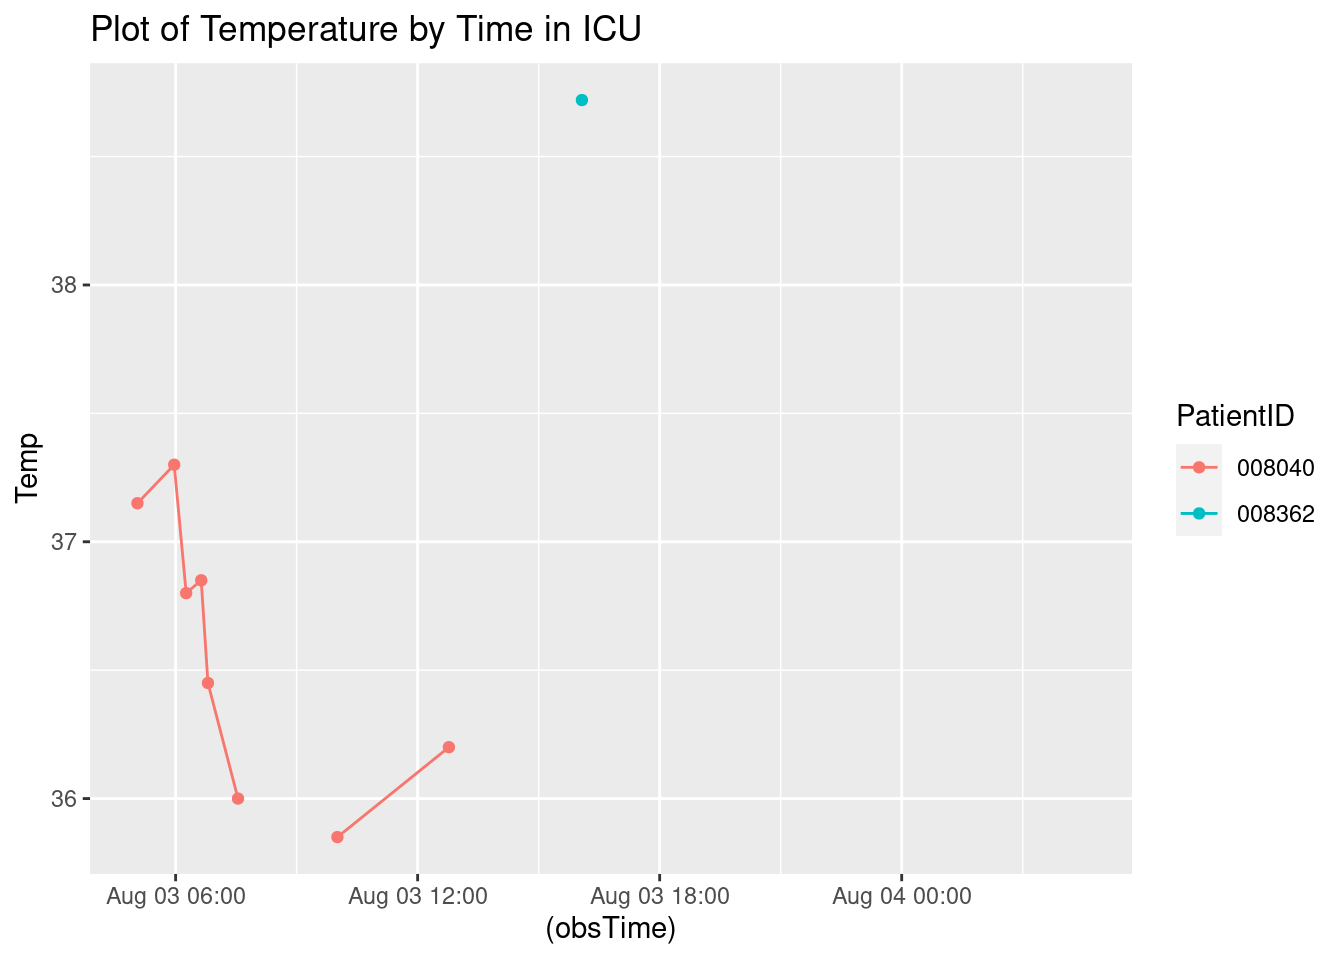 Plot of Temperature by Time in ICU
38
37
36
Temp
Aug 03 06:00 Aug 03 12:00 Aug 03 18:00 Aug 04 00:00
(obsTime)
PatientID
008040
008362